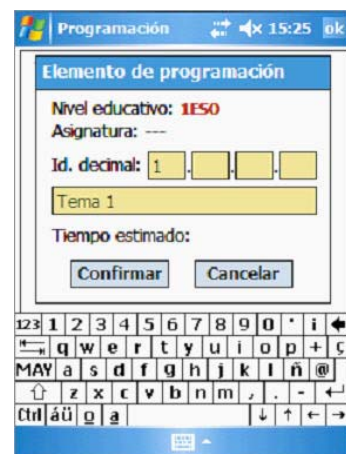 Programación 15:25 ok
Elemento de programación
Nivel educativo: 1ESO
Asignatura: ---
Id. decimal: 1 . . .
Tema 1
Tiempo estimado:
Confirmar Cancelar
123 1 2 3 4 5 6 7 8 9 0 ' ¡
q w e r t y u i o p + ç
MAY a s d f g h j k l ñ @
z x c v b n m , . -
Ctrl áü º ª